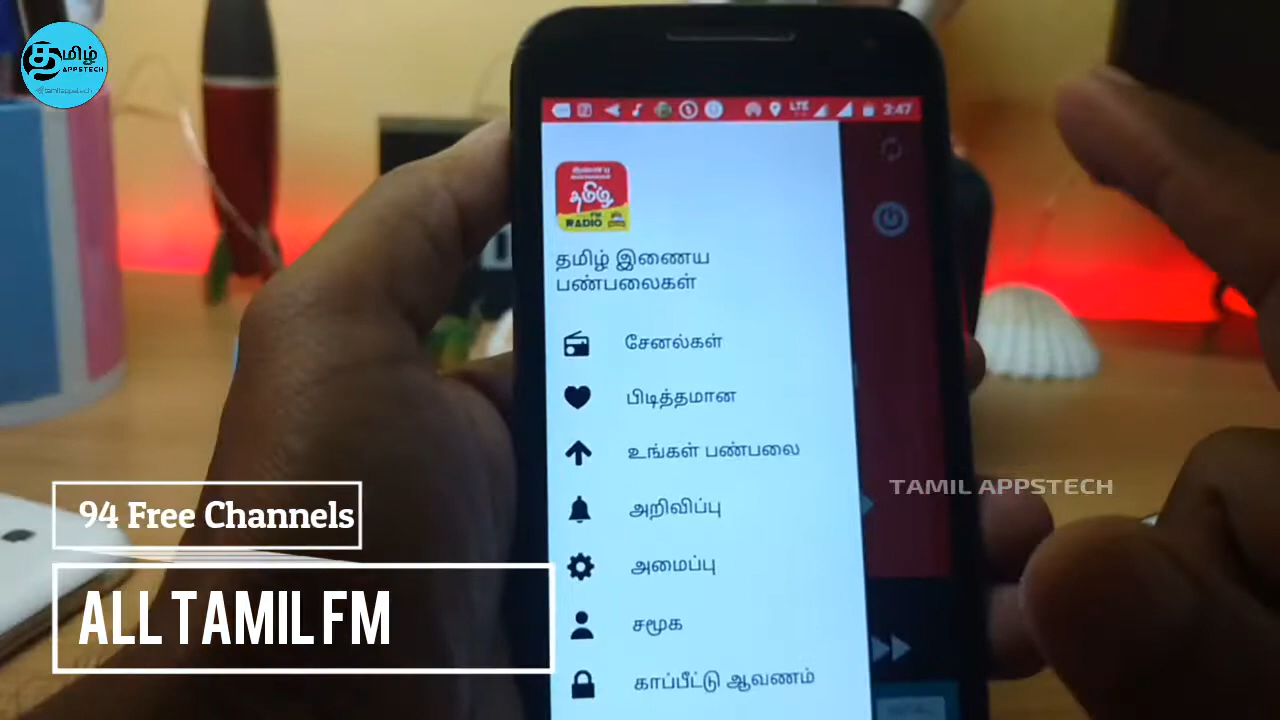 தமிழ்
APPSTECH
tamilappstech
LTE
3:47
தமிழ்
FM
RADIO
தமிழ் இணைய
பண்பலைகள்
சேனல்கள்
பிடித்தமான
உங்கள் பண்பலை
அறிவிப்பு
அமைப்பு
சமூக
காப்பீட்டு ஆவணம்
TAMIL APPSTECH
94 Free Channels
ALL TAMIL FM